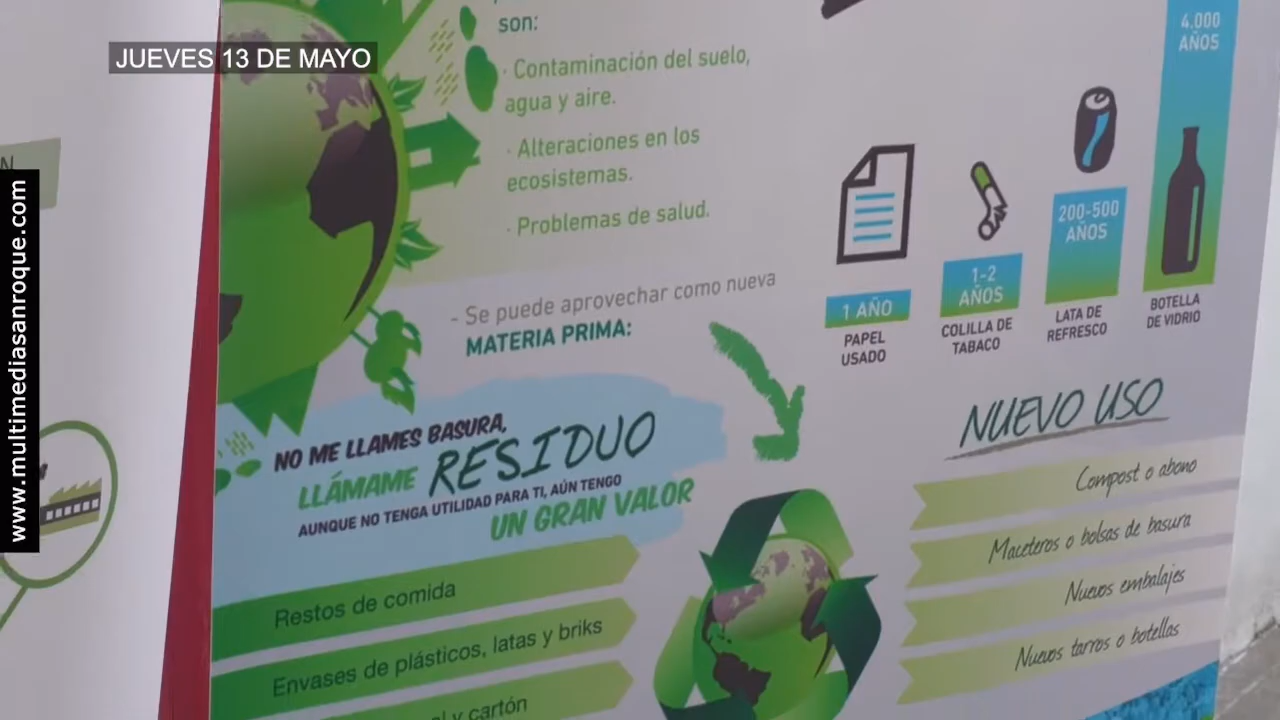 JUEVES 13 DE MAYO
www.multimediasanroque.com
N
son:
· Contaminación del suelo,
agua y aire.
· Alteraciones en los
ecosistemas.
· Problemas de salud.
- Se puede aprovechar como nueva
MATERIA PRIMA:
4.000
AÑOS
200-500
AÑOS
1-2
AÑOS
1 AÑO
PAPEL
USADO
COLILLA DE
TABACO
LATA DE
REFRESCO
BOTELLA
DE VIDRIO
NO ME LLAMES BASURA,
LLÁMAME RESIDUO
AUNQUE NO TENGA UTILIDAD PARA TI, AÚN TENGO
UN GRAN VALOR
Restos de comida
Envases de plásticos, latas y briks
y cartón
NUEVO USO
Compost o abono
Maceteros o bolsas de basura
Nuevos embalajes
Nuevos tarros o botellas